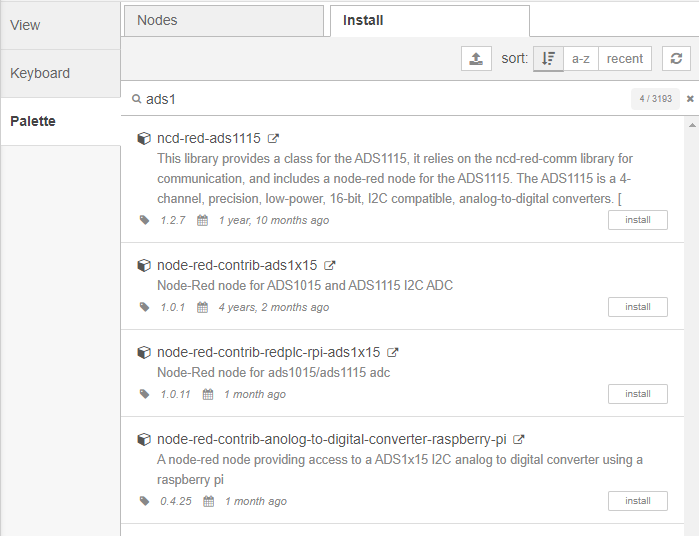 View
Keyboard
Palette
Nodes
Install
sort:
a-z
recent
ads1
4 / 3193
ncd-red-ads1115
This library provides a class for the ADS1115, it relies on the ncd-red-comm library for
communication, and includes a node-red node for the ADS1115. The ADS1115 is a 4-
channel, precision, low-power, 16-bit, I2C compatible, analog-to-digital converters. [
1.2.7 1 year, 10 months ago
install
node-red-contrib-ads1x15
Node-Red node for ADS1015 and ADS1115 I2C ADC
1.0.1 4 years, 2 months ago
install
node-red-contrib-redplc-rpi-ads1x15
Node-Red node for ads1015/ads1115 adc
1.0.11 1 month ago
install
node-red-contrib-anolog-to-digital-converter-raspberry-pi
A node-red node providing access to a ADS1x15 I2C analog to digital converter using a
raspberry pi
0.4.25 1 month ago
install